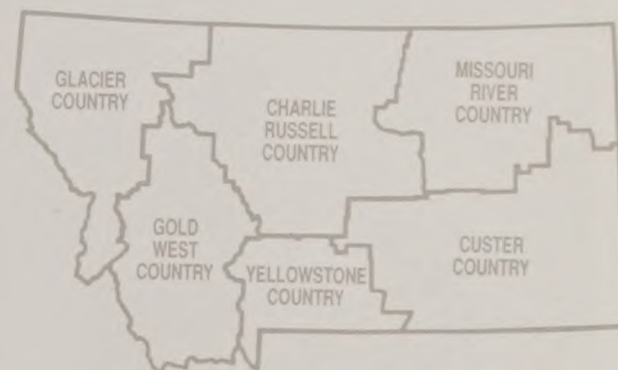 GLACIER
COUNTRY
CHARLIE
RUSSELL
COUNTRY
MISSOURI
RIVER
COUNTRY
GOLD
WEST
COUNTRY
YELLOWSTONE
COUNTRY
CUSTER
COUNTRY